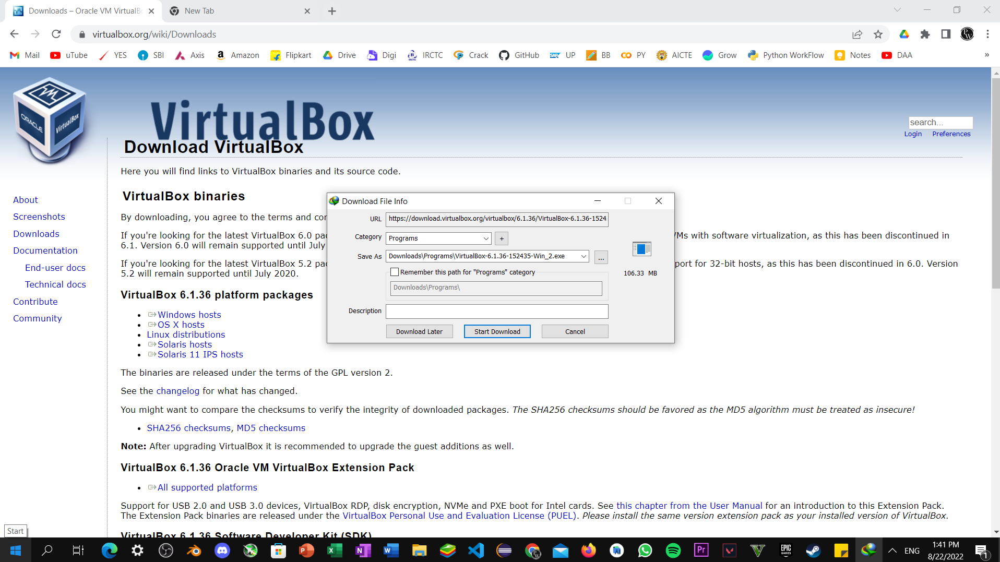 Downloads – Oracle VM VirtualB
New Tab
virtualbox.org/wiki/Downloads
Mail uTube YES SBI Axis Amazon Flipkart Drive Digi IRCTC Crack GitHub UP BB PY AICTE Grow Python WorkFlow Notes DAA »
ORACLE VirtualBox
VirtualBox
search...
Login Preferences
Download VirtualBox
Here you will find links to VirtualBox binaries and its source code.
About
Screenshots
Downloads
Documentation
End-user docs
Technical docs
Contribute
Community
VirtualBox binaries
By downloading, you agree to the terms and cor
If you're looking for the latest VirtualBox 6.0 pac
Ms with software virtualization, as this has been discontinued in
6.1. Version 6.0 will remain supported until July
If you're looking for the latest VirtualBox 5.2 pac
port for 32-bit hosts, as this has been discontinued in 6.0. Version
5.2 will remain supported until July 2020.
Download File Info
URL https://download.virtualbox.org/virtualbox/6.1.36/VirtualBox-6.1.36-1524
Category Programs +
Save As Downloads\Programs\VirtualBox-6.1.36-152435-Win_2.exe ...
Remember this path for "Programs" category
106.33 MB
Downloads\Programs\
Description
Download Later Start Download Cancel
VirtualBox 6.1.36 platform packages
Windows hosts
OS X hosts
Linux distributions
Solaris hosts
Solaris 11 IPS hosts
The binaries are released under the terms of the GPL version 2.
See the changelog for what has changed.
You might want to compare the checksums to verify the integrity of downloaded packages. The SHA256 checksums should be favored as the MD5 algorithm must be treated as insecure!
SHA256 checksums, MD5 checksums
Note: After upgrading VirtualBox it is recommended to upgrade the guest additions as well.
VirtualBox 6.1.36 Oracle VM VirtualBox Extension Pack
All supported platforms
Support for USB 2.0 and USB 3.0 devices, VirtualBox RDP, disk encryption, NVMe and PXE boot for Intel cards. See this chapter from the User Manual for an introduction to this Extension Pack.
The Extension Pack binaries are released under the VirtualBox Personal Use and Evaluation License (PUEL). Please install the same version extension pack as your installed version of VirtualBox.
VirtualBox 6.1.36 Software Developer Kit (SDK)
Start
ENG
1:41 PM
8/22/2022
1